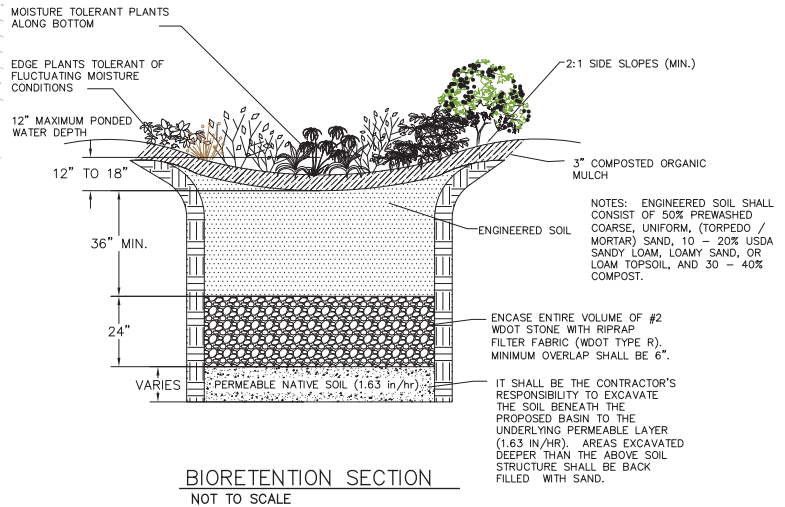 MOISTURE TOLERANT PLANTS
ALONG BOTTOM
EDGE PLANTS TOLERANT OF
FLUCTUATING MOISTURE
CONDITIONS
2:1 SIDE SLOPES (MIN.)
12" MAXIMUM PONDED
WATER DEPTH
12" TO 18"
3" COMPOSTED ORGANIC
MULCH
NOTES: ENGINEERED SOIL SHALL
CONSIST OF 50% PREWASHED
COARSE, UNIFORM, (TORPEDO /
MORTAR) SAND, 10 – 20% USDA
SANDY LOAM, LOAMY SAND, OR
LOAM TOPSOIL, AND 30 – 40%
COMPOST.
ENGINEERED SOIL
36" MIN.
24"
ENCASE ENTIRE VOLUME OF #2
WDOT STONE WITH RIPRAP
FILTER FABRIC (WDOT TYPE R).
MINIMUM OVERLAP SHALL BE 6".
VARIES
PERMEABLE NATIVE SOIL (1.63 in/hr)
IT SHALL BE THE CONTRACTOR'S
RESPONSIBILITY TO EXCAVATE
THE SOIL BENEATH THE
PROPOSED BASIN TO THE
UNDERLYING PERMEABLE LAYER
(1.63 IN/HR). AREAS EXCAVATED
DEEPER THAN THE ABOVE SOIL
STRUCTURE SHALL BE BACK
FILLED WITH SAND.
BIORETENTION SECTION
NOT TO SCALE